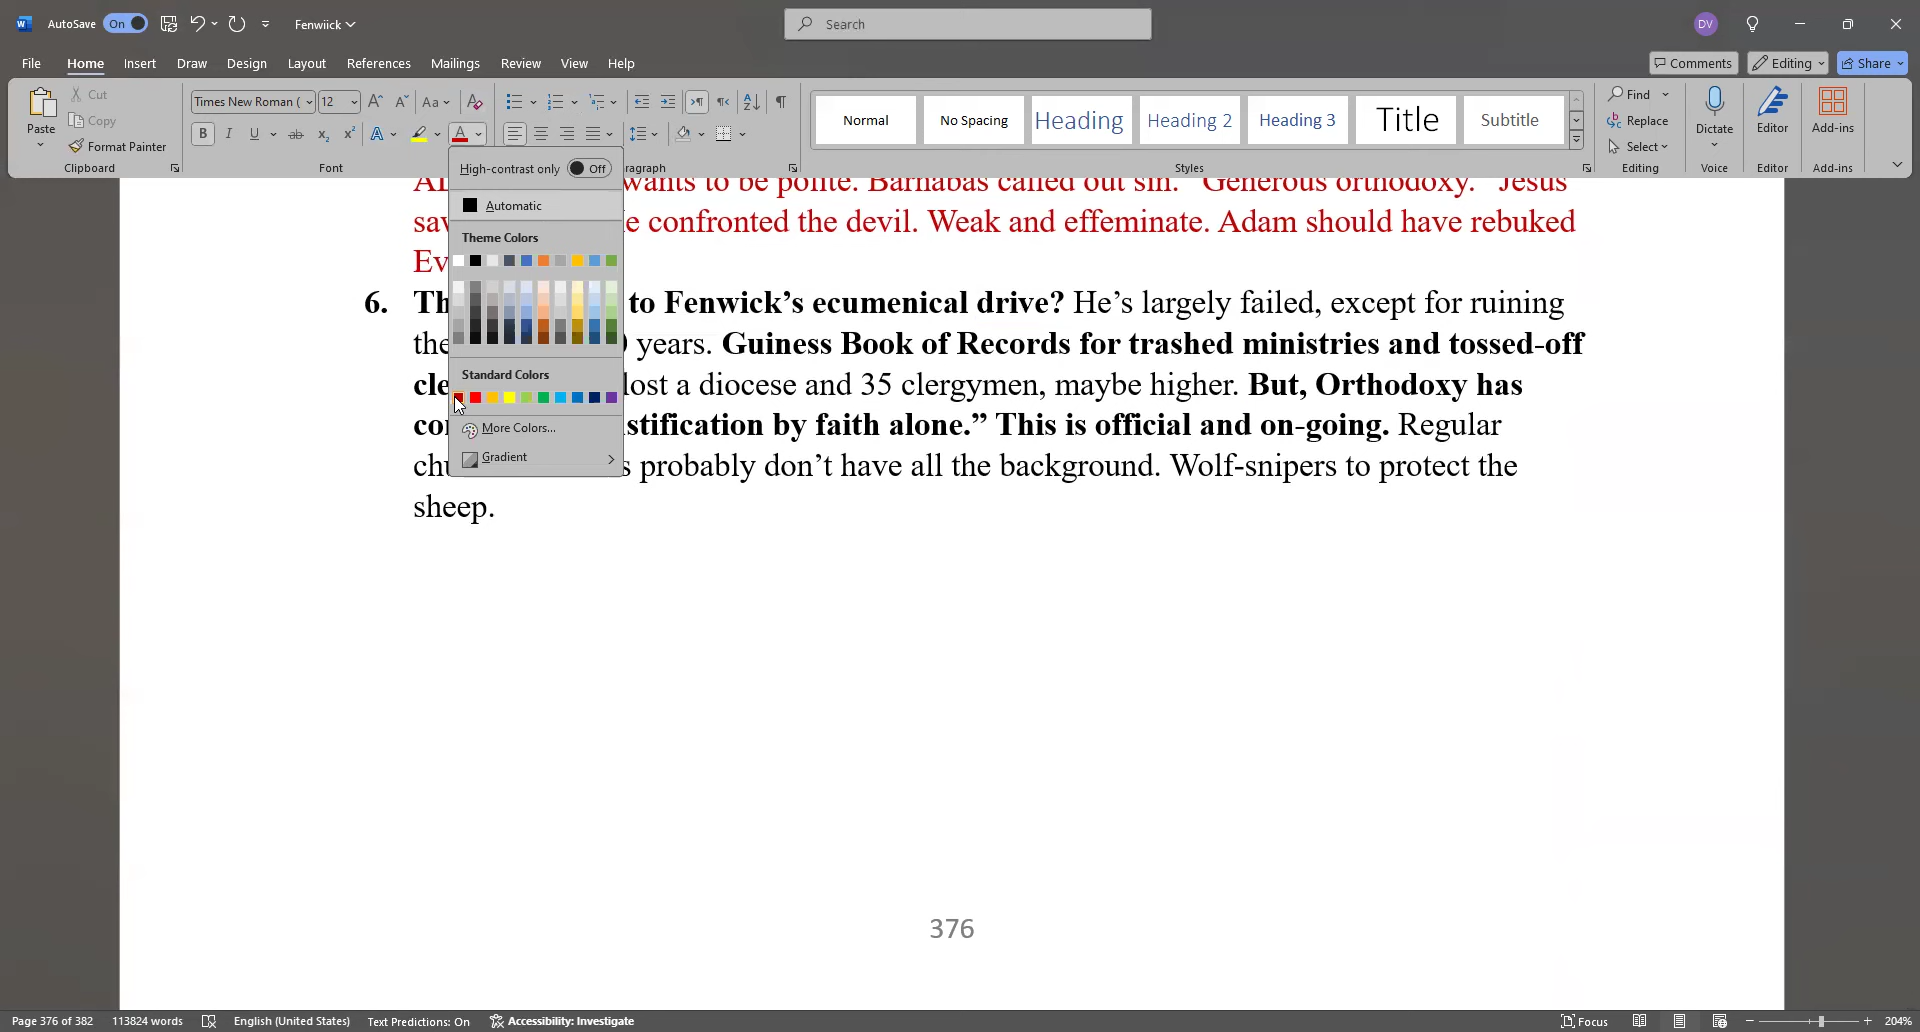 AutoSave On Fenwiick Search DV
File Home Insert Draw Design Layout References Mailings Review View Help Comments Editing Share
Paste Cut Copy Format Painter Clipboard
Times New Roman ( 12 Aa
Font
Paragraph
Normal No Spacing Heading Heading 2 Heading 3 Title Subtitle
Styles
Find Replace Select Editing
Dictate Voice
Editor Editor
Add-ins Add-ins
High-contrast only Off
Automatic
Theme Colors
Standard Colors
More Colors...
Gradient
wants to be polite. Barnabas called out sin. "Generous orthodoxy." Jesus
confronted the devil. Weak and effeminate. Adam should have rebuked
6. to Fenwick’s ecumenical drive? He’s largely failed, except for ruining
years. Guiness Book of Records for trashed ministries and tossed-off
lost a diocese and 35 clergymen, maybe higher. But, Orthodoxy has
by faith alone.” This is official and on-going. Regular
probably don’t have all the background. Wolf-snipers to protect the
sheep.
376
Page 376 of 382 113824 words English (United States) Text Predictions: On Accessibility: Investigate Focus 204%